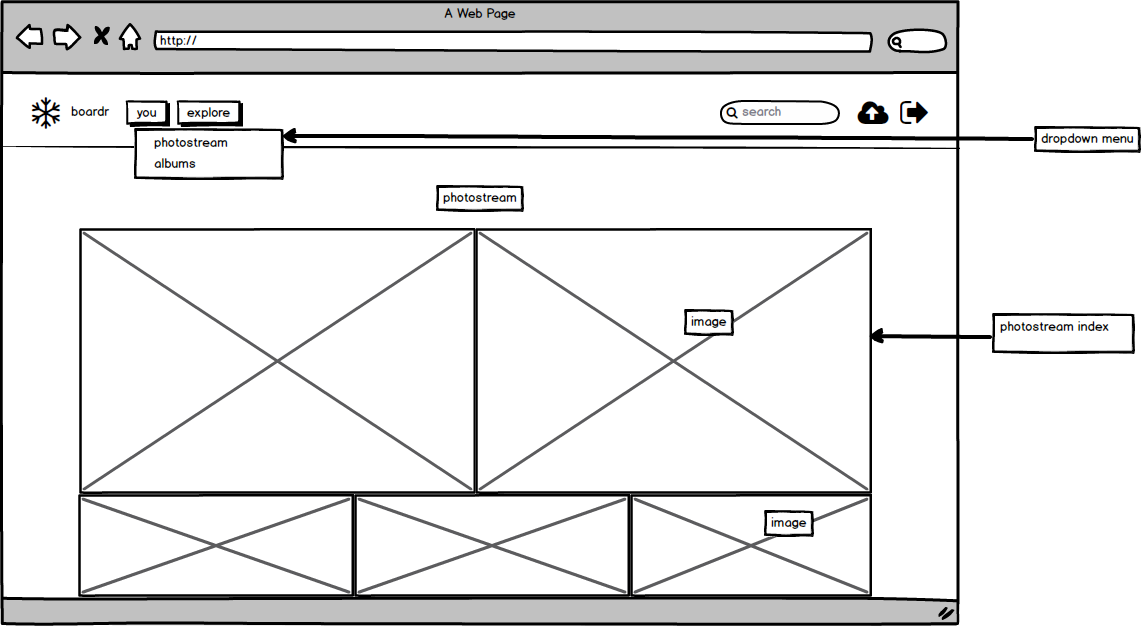 A Web Page
http://
boardr
you
explore
search
photostream
albums
dropdown menu
photostream
image
photostream index
image